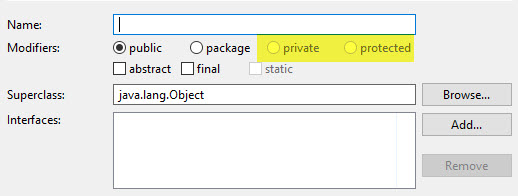 Name:
Modifiers: public package private protected
abstract final static
Superclass: java.lang.Object Browse...
Interfaces: Add...
Remove